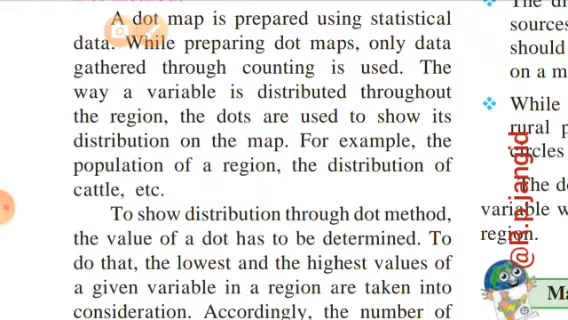 A dot map is prepared using statistical
data. While preparing dot maps, only data
gathered through counting is used. The
way a variable is distributed throughout
the region, the dots are used to show its
distribution on the map. For example, the
population of a region, the distribution of
cattle, etc.
To show distribution through dot method,
the value of a dot has to be determined. To
do that, the lowest and the highest values of
a given variable in a region are taken into
consideration. Accordingly, the number of
The
sources
should
on a m
While
rural p
circles
The d
variable w
region.
Ma
@R.p.jangid